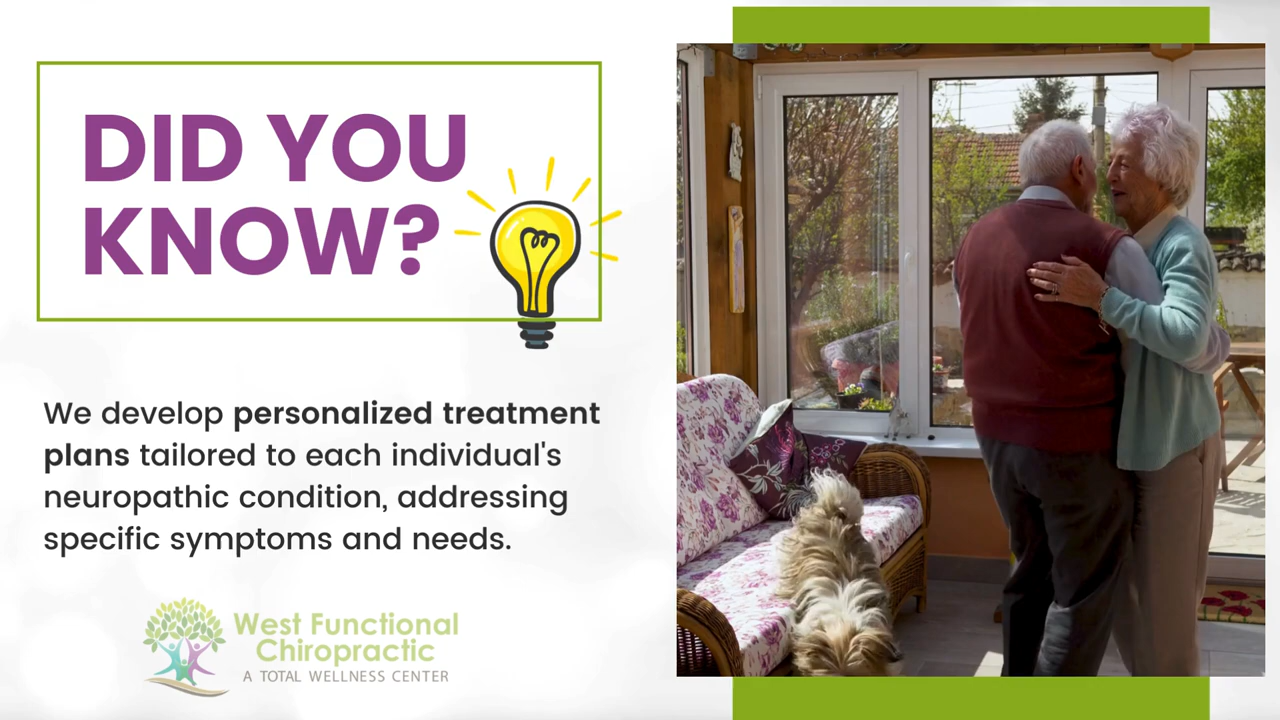 DID YOU
KNOW?
We develop personalized treatment
plans tailored to each individual's
neuropathic condition, addressing
specific symptoms and needs.
West Functional
Chiropractic
A TOTAL WELLNESS CENTER